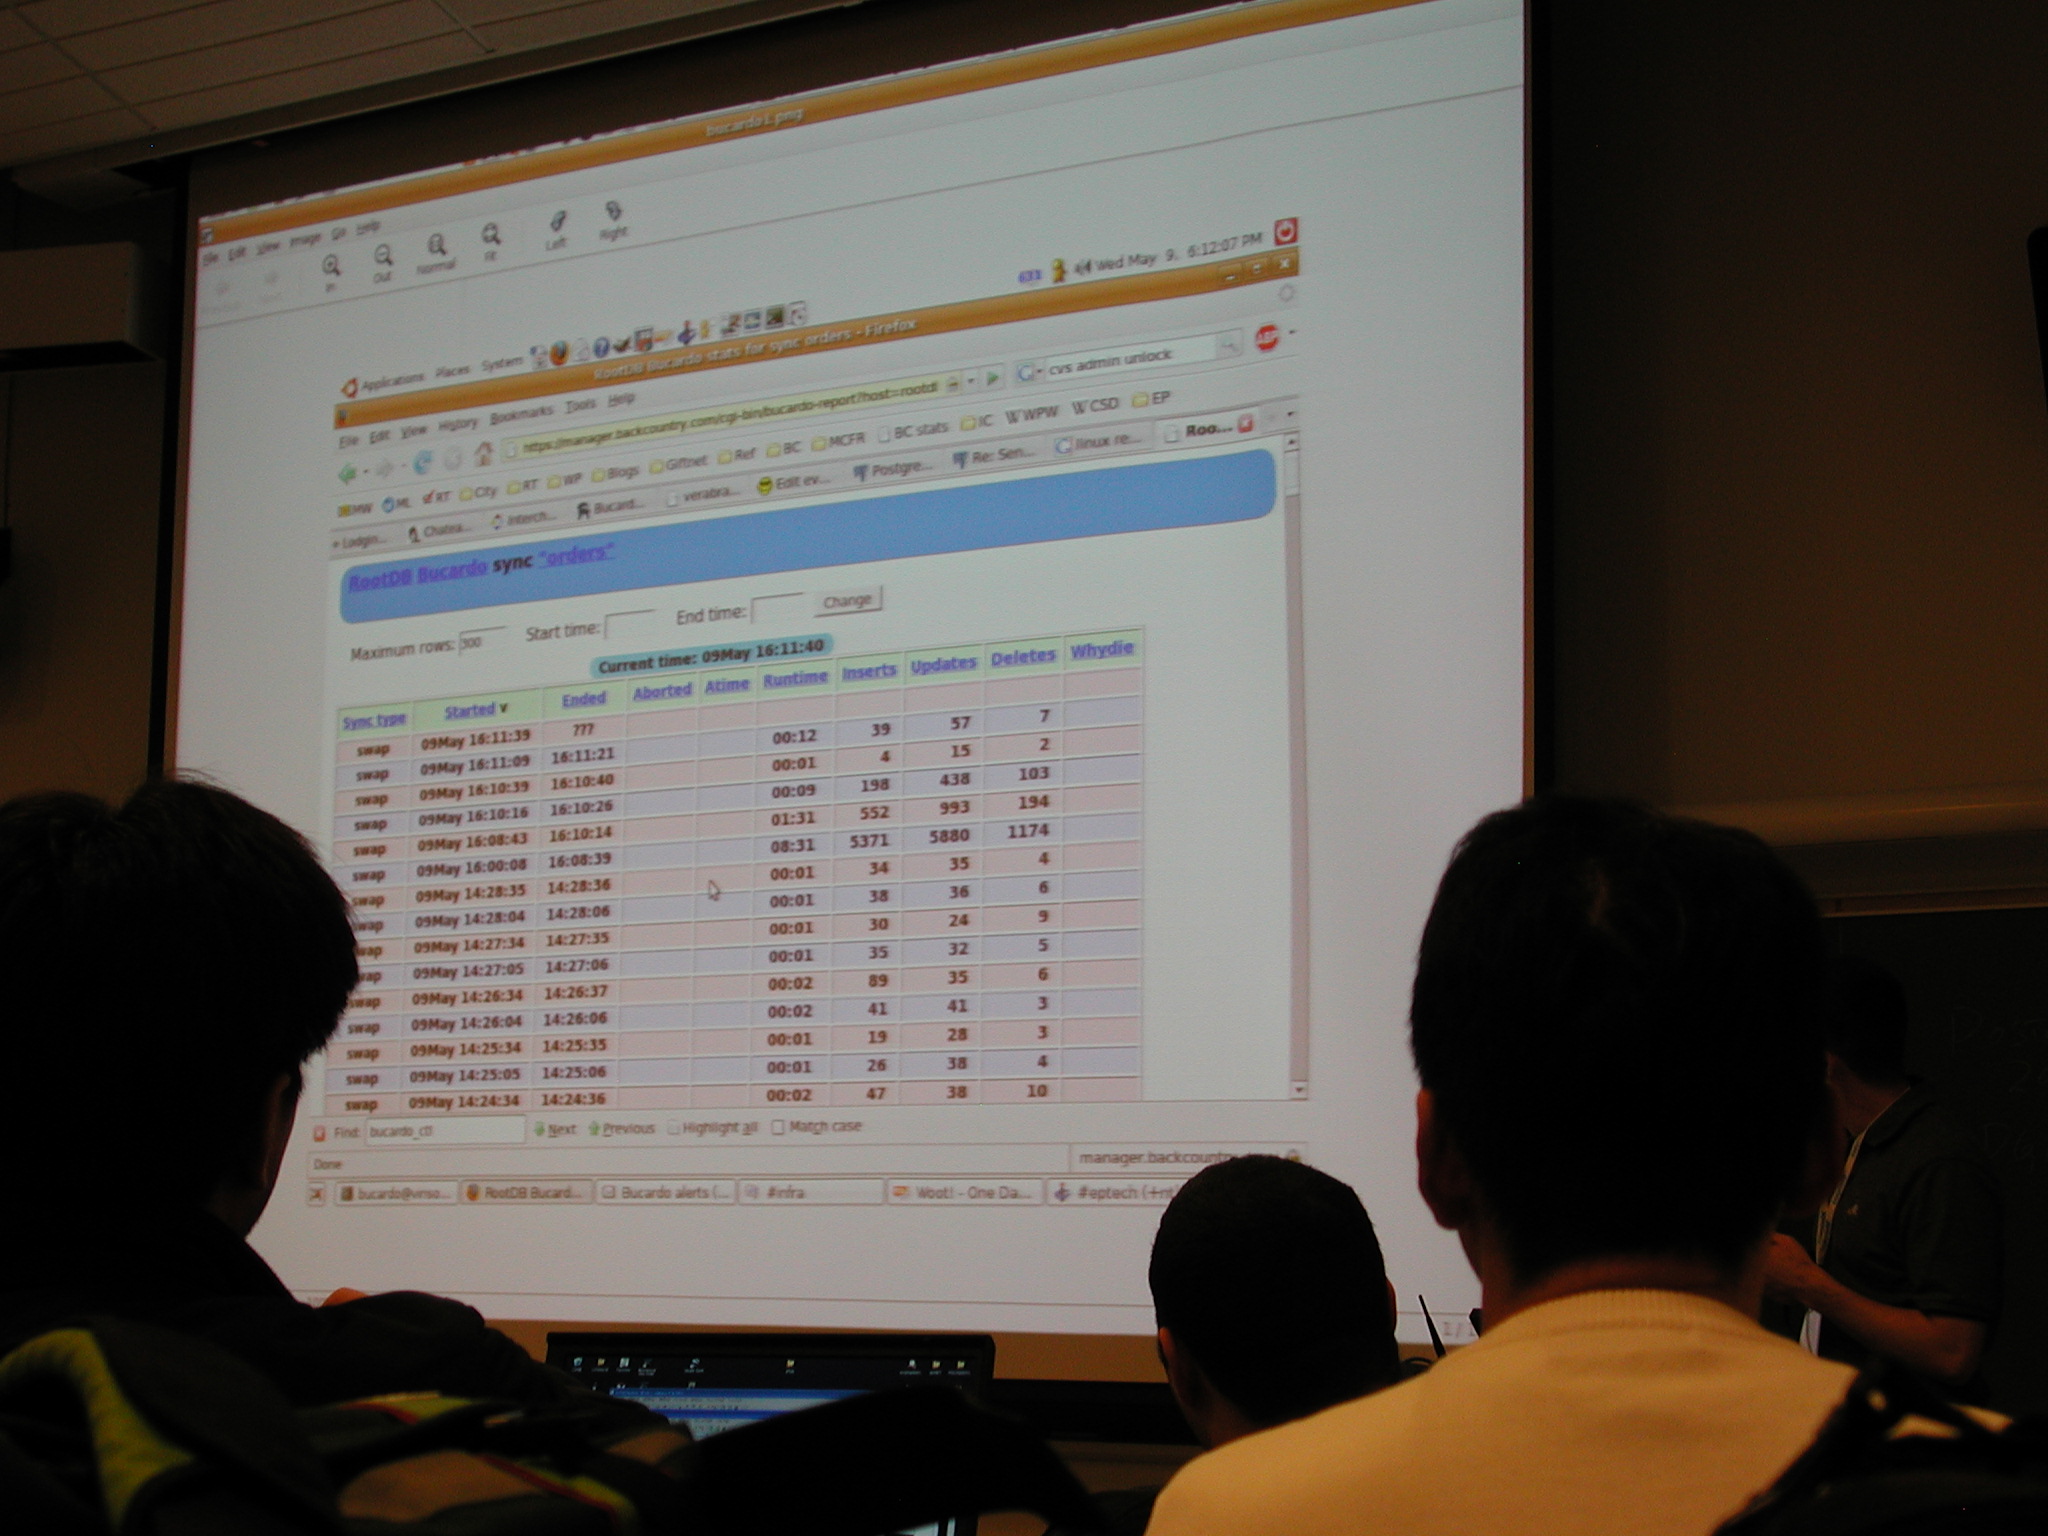 bucardo1.png
File Edit View Image Go Help
In Out Normal Fit Left Right
Applications Places System 631 Wed May 9, 6:12:07 PM
RootDB Bucardo stats for sync orders - Firefox
File Edit View History Bookmarks Tools Help
https://manager.backcountry.com/cgi-bin/bucardo-report?host=rootdl cvs admin unlock ABP
MW ML RT City RT WP Blogs Giftnet Ref BC MCFR BC stats IC WPW CSD EP
Lodgin... Chatea... Interch... Bucard... verabra... Edit ev... Postgre... Re: Sen... linux re... Roo...
RootDB Bucardo sync "orders"
Maximum rows: 300 Start time: End time: Change
Current time: 09May 16:11:40
Sync type Started v Ended Aborted Atime Runtime Inserts Updates Deletes Whydie
swap 09May 16:11:39 ???
swap 09May 16:11:09 16:11:21 00:12 39 57 7
swap 09May 16:10:39 16:10:40 00:01 4 15 2
swap 09May 16:10:16 16:10:26 00:09 198 438 103
swap 09May 16:08:43 16:10:14 01:31 552 993 194
swap 09May 16:00:08 16:08:39 08:31 5371 5880 1174
swap 09May 14:28:35 14:28:36 00:01 34 35 4
wap 09May 14:28:04 14:28:06 00:01 38 36 6
wap 09May 14:27:34 14:27:35 00:01 30 24 9
wap 09May 14:27:05 14:27:06 00:01 35 32 5
swap 09May 14:26:34 14:26:37 00:02 89 35 6
swap 09May 14:26:04 14:26:06 00:02 41 41 3
swap 09May 14:25:34 14:25:35 00:01 19 28 3
swap 09May 14:25:05 14:25:06 00:01 26 38 4
swap 09May 14:24:34 14:24:36 00:02 47 38 10
Find: bucardo_ctl Next Previous Highlight all Match case
Done manager.backcountry
bucardo@vinso... RootDB Bucard... Bucardo alerts (... #infra Woot! - One Da... #eptech (+nt
1 / 1